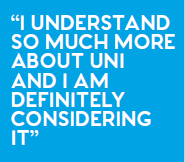 “I UNDERSTAND
SO MUCH MORE
ABOUT UNI
AND I AM
DEFINITELY
CONSIDERING
IT”